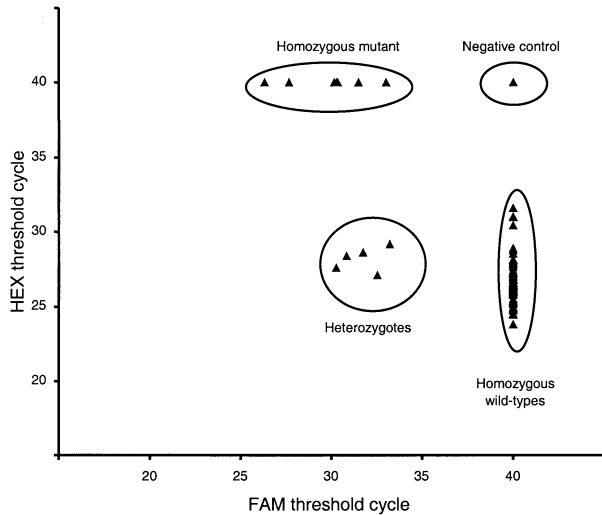 Homozygous mutant
Negative control
40
35
30
25
20
HEX threshold cycle
Heterozygotes
Homozygous
wild-types
20
25
30
35
40
FAM threshold cycle